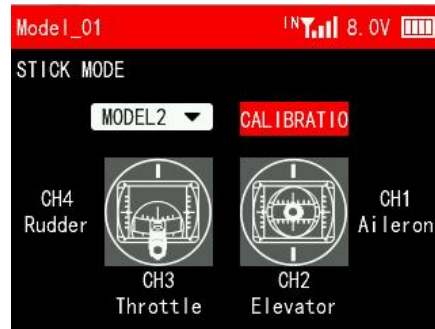 Model_01 IN 8.0V
STICK MODE
MODEL2 CALIBRATIO
CH4
Rudder
CH1
Aileron
CH3
Throttle
CH2
Elevator